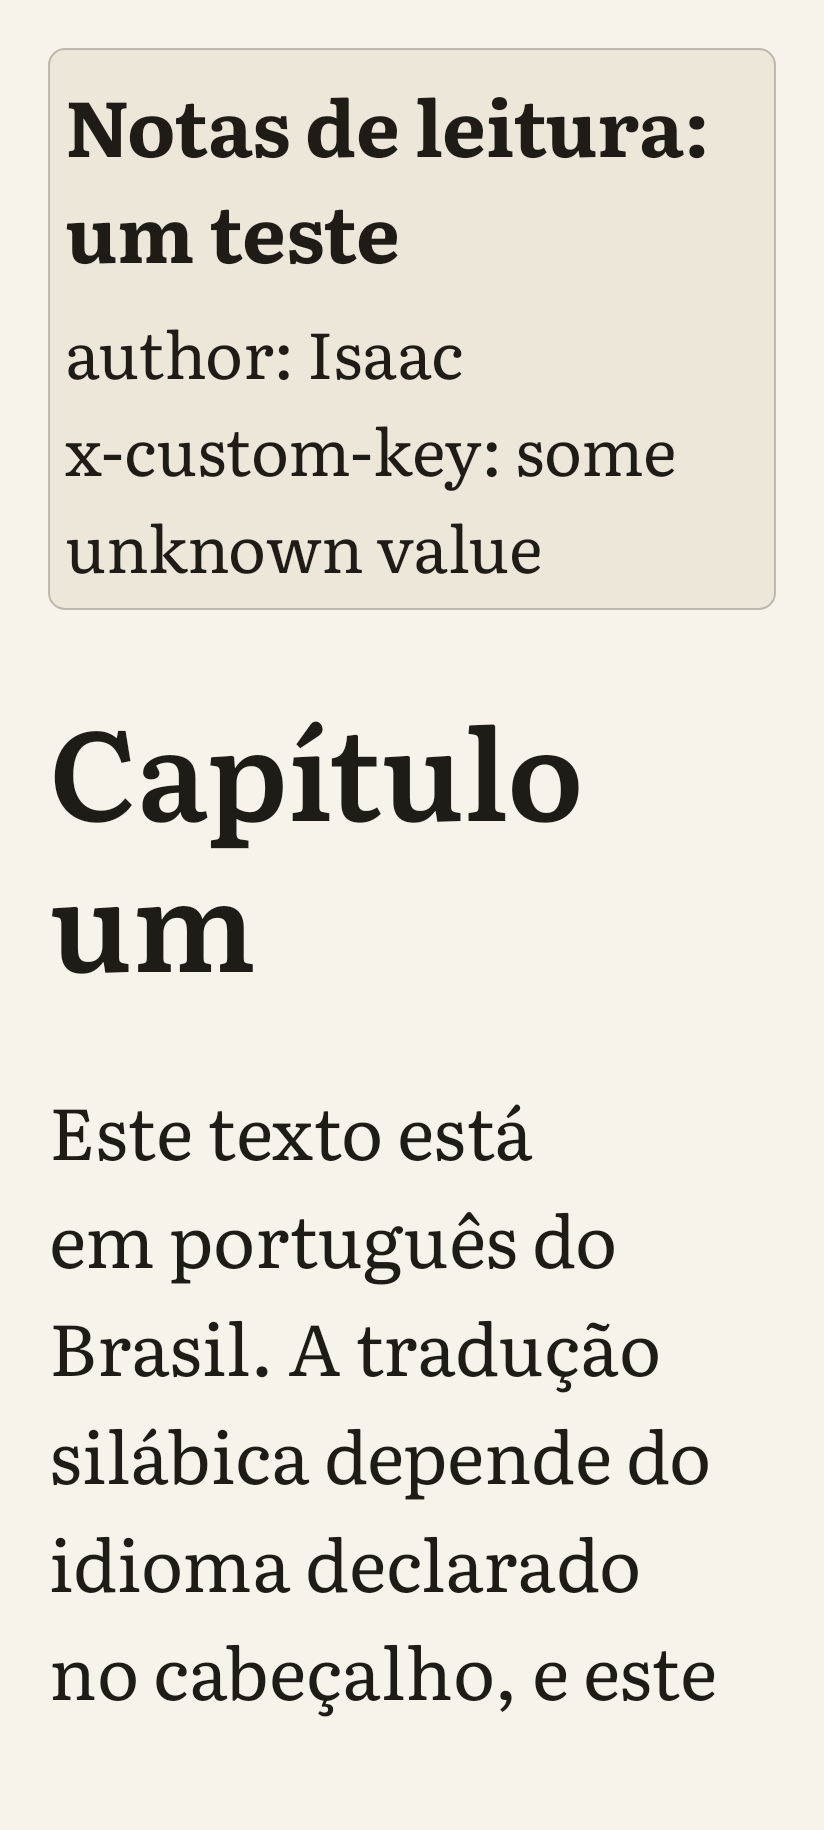 Notas de leitura:
um teste
author: Isaac
x-custom-key: some
unknown value
Capítulo
um
Este texto está
em português do
Brasil. A tradução
silábica depende do
idioma declarado
no cabeçalho, e este